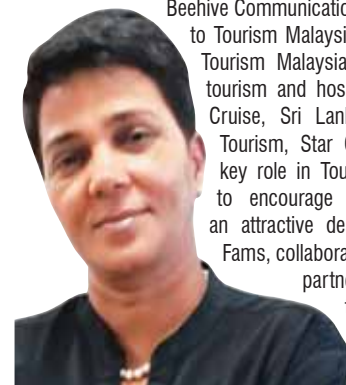 Beehive Communicatio
to Tourism Malaysi
Tourism Malaysia
tourism and hos
Cruise, Sri Lan
Tourism, Star
key role in Tou
to encourage
an attractive de
Fams, collabora
partn